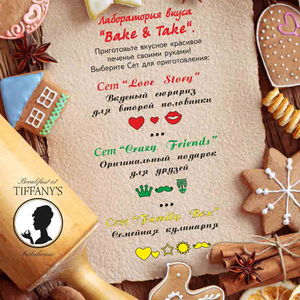 Лаборатория вкуса
"Bake & Take".
Приготовьте вкусное красивое
печенье своими руками!
Выберите Сет для приготовления:
Сет "Love Story"
Вкусный сюрприз
для второй половинки
...
Сет "Crazy Friends"
Оригинальный подарок
для друзей
...
Сет "Family Box"
Семейная кулинария
Breakfast at
TIFFANY'S